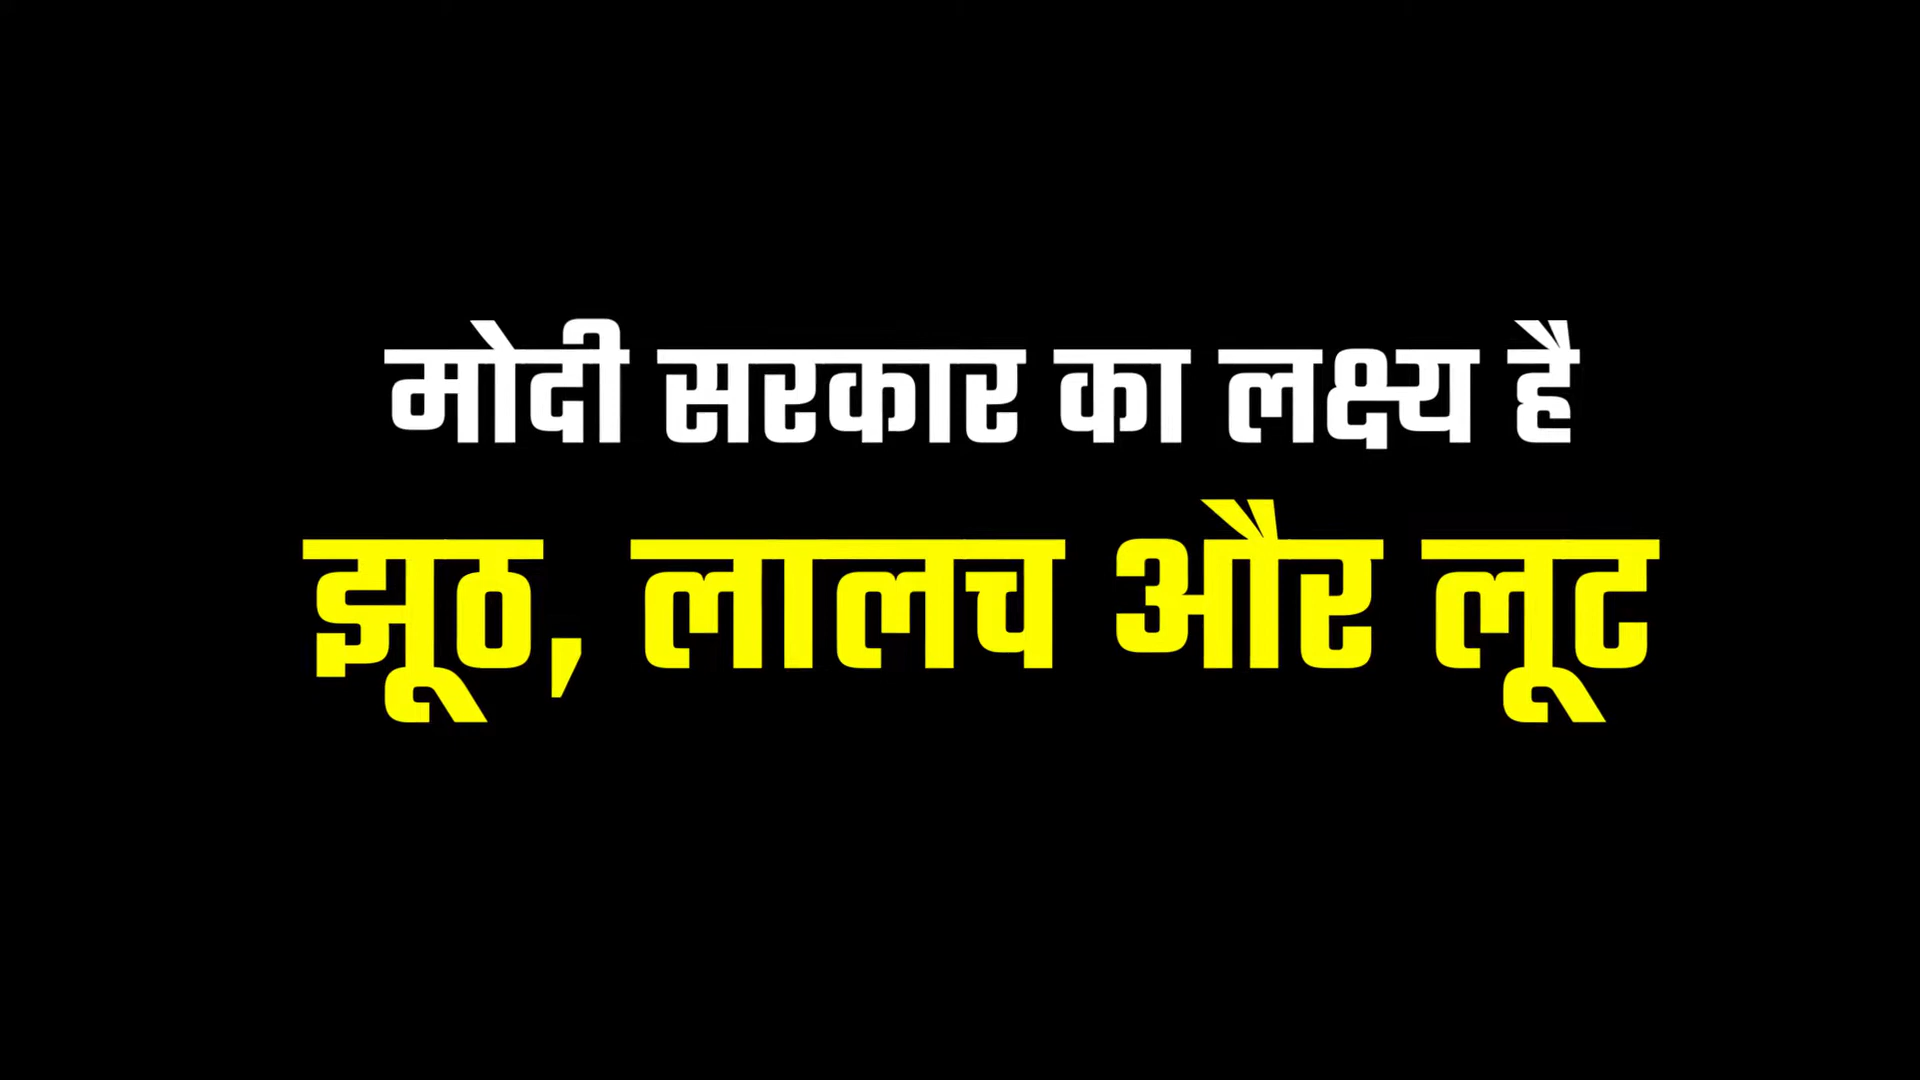 मोदी सरकार का लक्ष्य है
झूठ, लालच और लूट